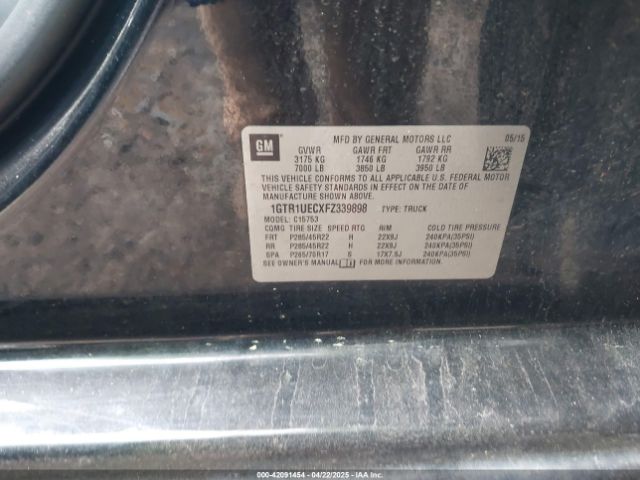 GM
MFD BY GENERAL MOTORS LLC 05/15
GVWR GAWR FRT GAWR RR
3175 KG 1746 KG 1792 KG
7000 LB 3850 LB 3950 LB
THIS VEHICLE CONFORMS TO ALL APPLICABLE U.S. FEDERAL MOTOR
VEHICLE SAFETY STANDARDS IN EFFECT ON THE DATE OF
MANUFACTURE SHOWN ABOVE.
1GTR1UECXFZ339898 TYPE: TRUCK
MODEL: C15753
COMG TIRE SIZE SPEED RTG RIM COLD TIRE PRESSURE
FRT P285/45R22 H 22X9J 240KPA(35PSI)
RR P285/45R22 H 22X9J 240KPA(35PSI)
SPA P265/70R17 S 17X7.5J 240KPA(35PSI)
SEE OWNER'S MANUAL FOR MORE INFORMATION.
000-42091454 - 04/22/2025 - IAAI.COM